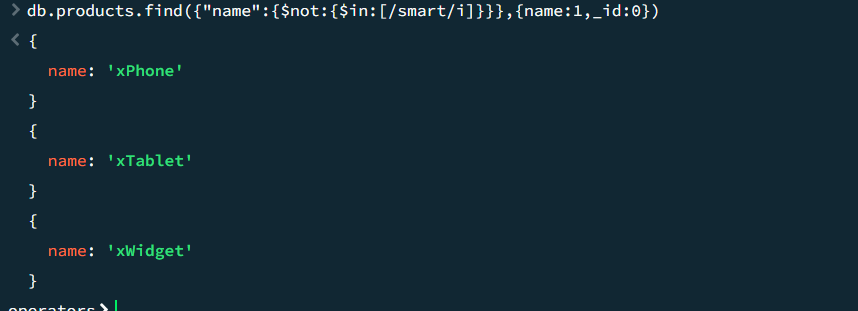 > db.products.find({"name":{$not:{$in:[/smart/i]}}},{name:1,_id:0})
< {
name: 'xPhone'
}
{
name: 'xTablet'
}
{
name: 'xWidget'
}
operators>